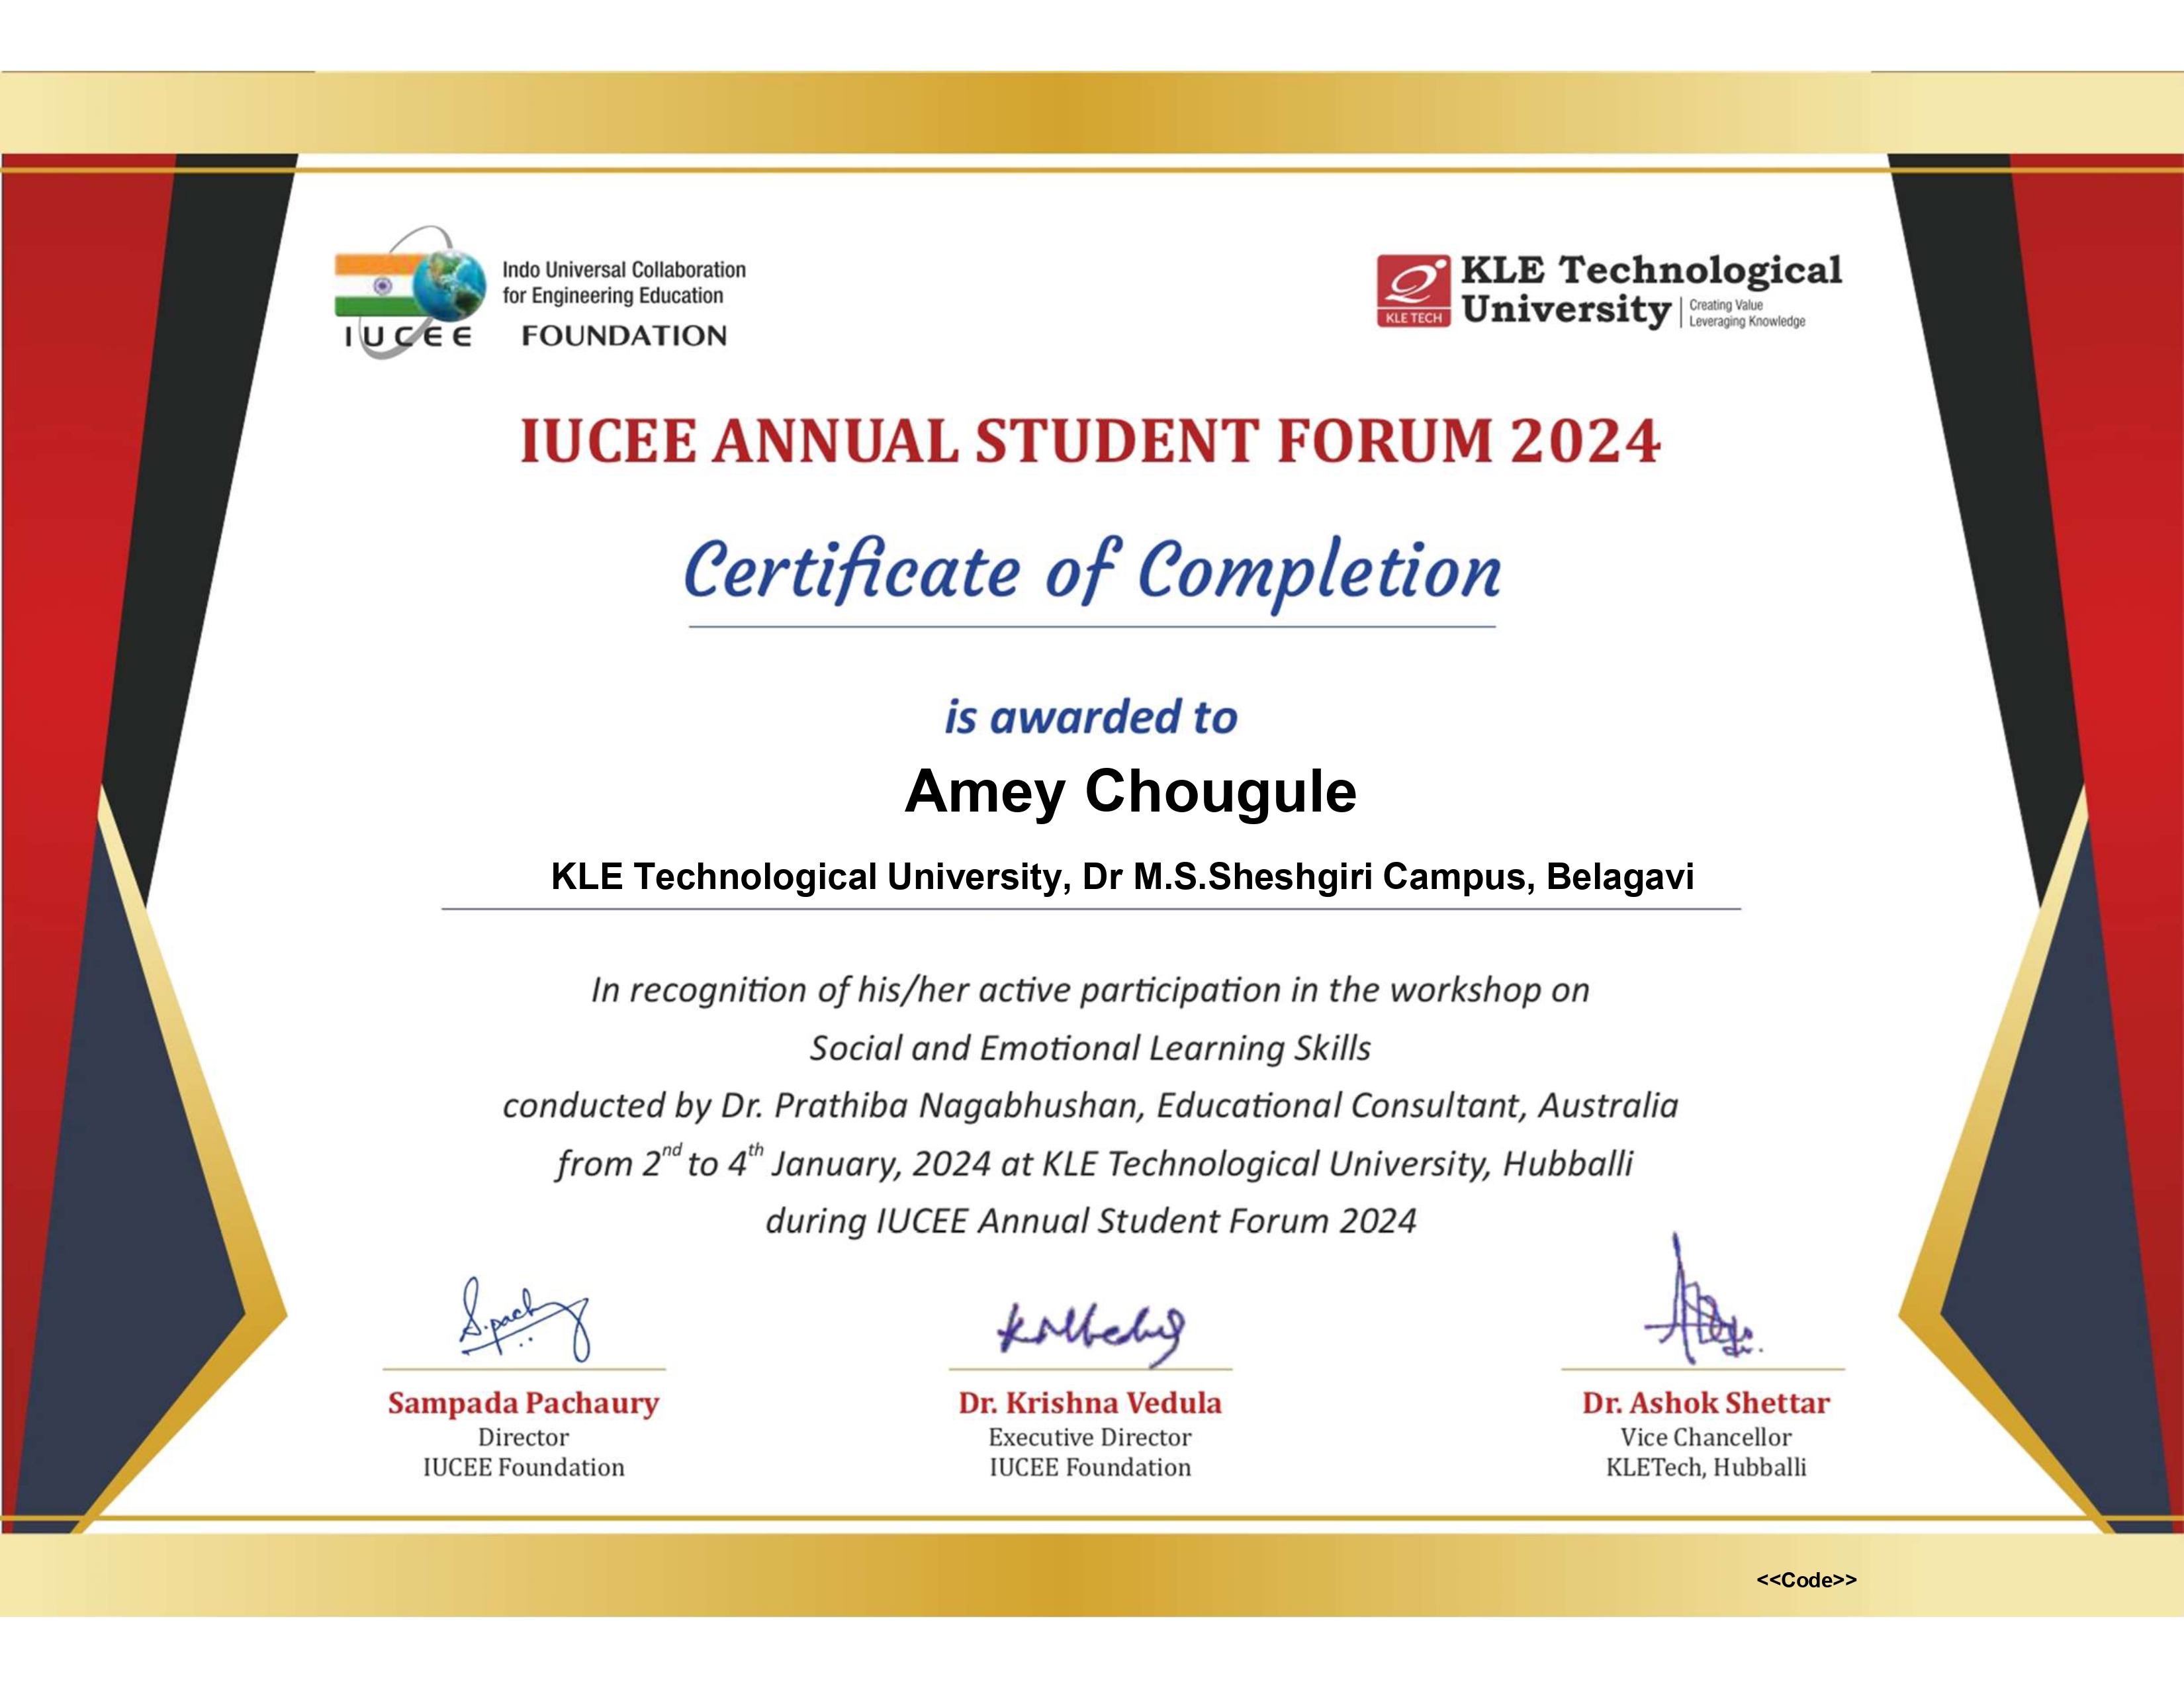 Indo Universal Collaboration
for Engineering Education
IUCEE FOUNDATION
KLE TECH
KLE Technological
University
Creating Value
Leveraging Knowledge
IUCEE ANNUAL STUDENT FORUM 2024
Certificate of Completion
is awarded to
Amey Chougule
KLE Technological University, Dr M.S.Sheshgiri Campus, Belagavi
In recognition of his/her active participation in the workshop on
Social and Emotional Learning Skills
conducted by Dr. Prathiba Nagabhushan, Educational Consultant, Australia
from 2nd to 4th January, 2024 at KLE Technological University, Hubballi
during IUCEE Annual Student Forum 2024
Sampada Pachaury
Director
IUCEE Foundation
Dr. Krishna Vedula
Executive Director
IUCEE Foundation
Dr. Ashok Shettar
Vice Chancellor
KLETech, Hubballi
<<Code>>